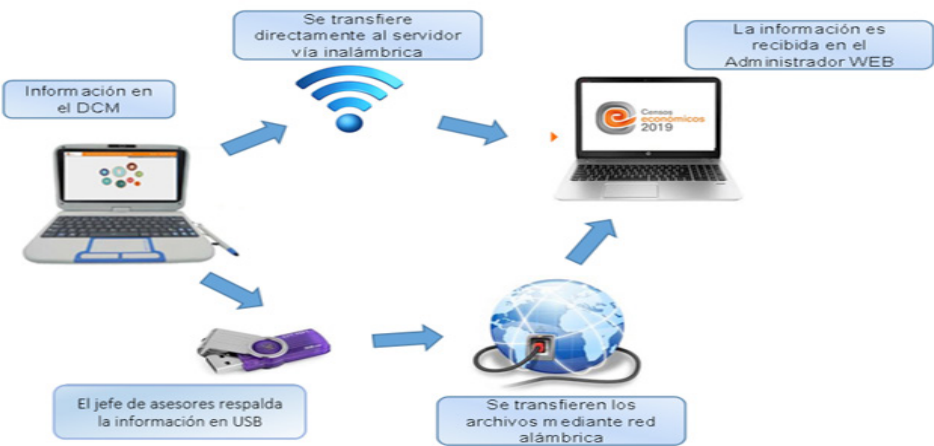 Se transfiere
directamente al servidor
vía inalámbrica
La información es
recibida en el
Administrador WEB
Información en
el DCM
Censos
económicos
2019
El jefe de asesores respalda
la información en USB
Se transfieren los
archivos mediante red
alámbrica